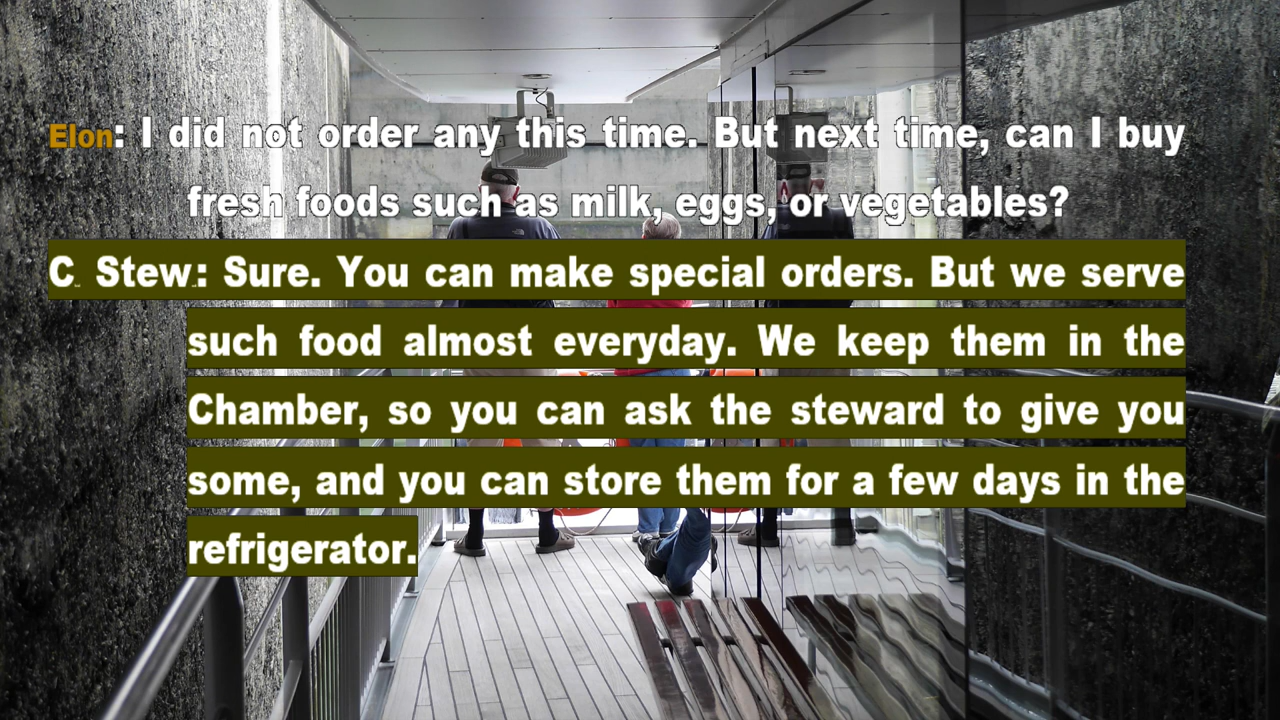 Elon: I did not order any this time. But next time, can I buy
fresh foods such as milk, eggs, or vegetables?
C. Stew.: Sure. You can make special orders. But we serve
such food almost everyday. We keep them in the
Chamber, so you can ask the steward to give you
some, and you can store them for a few days in the
refrigerator.